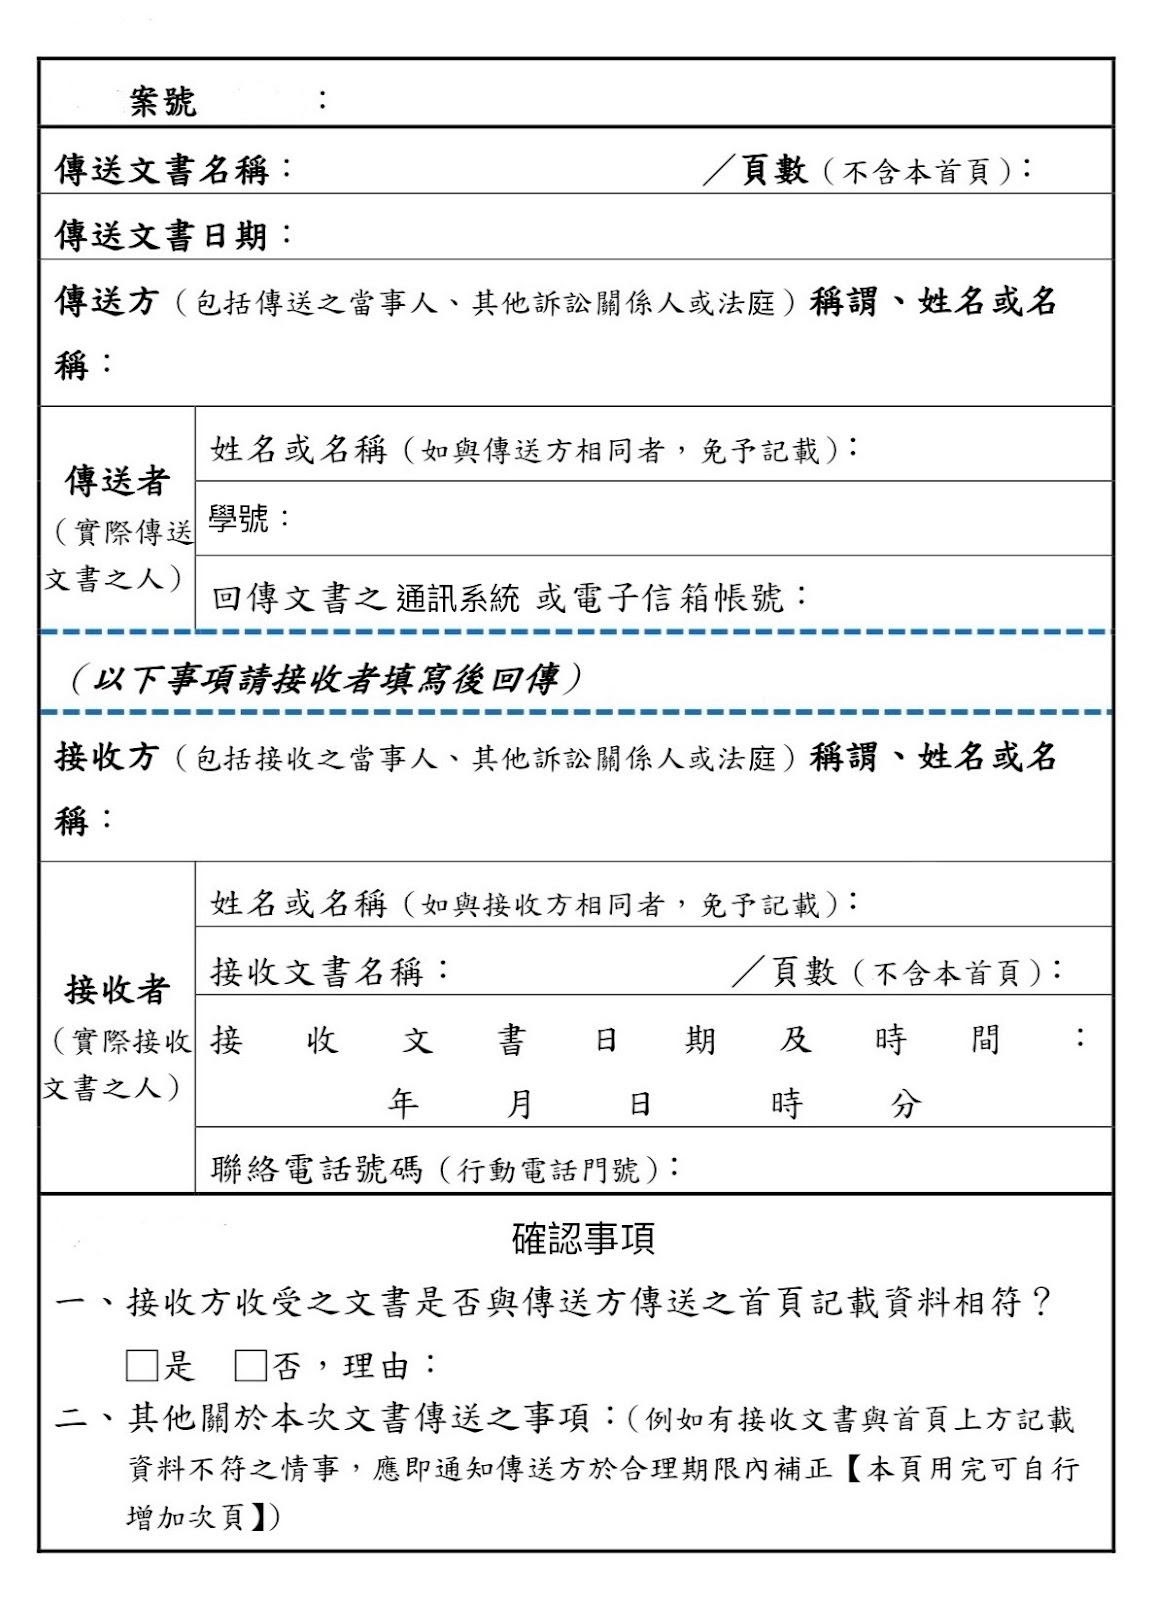 案號　　　：
傳送文書名稱：　　　　　　　　　　／頁數（不含本首頁）：
傳送文書日期：
傳送方（包括傳送之當事人、其他訴訟關係人或法庭）稱謂、姓名或名
稱：
傳送者
（實際傳送
文書之人）
姓名或名稱（如與傳送方相同者，免予記載）：
學號：
回傳文書之 通訊系統 或電子信箱帳號：
（以下事項請接收者填寫後回傳）
接收方（包括接收之當事人、其他訴訟關係人或法庭）稱謂、姓名或名
稱：
接收者
（實際接收
文書之人）
姓名或名稱（如與接收方相同者，免予記載）：
接收文書名稱：　　　　　　　　／頁數（不含本首頁）：
接 收 文 書 日 期 及 時 間 ：
年　　月　　日　　時　　分
聯絡電話號碼（行動電話門號）：
確認事項
一、接收方收受之文書是否與傳送方傳送之首頁記載資料相符？
□是　□否，理由：
二、其他關於本次文書傳送之事項：（例如有接收文書與首頁上方記載
資料不符之情事，應即通知傳送方於合理期限內補正【本頁用完可自行
增加次頁】）